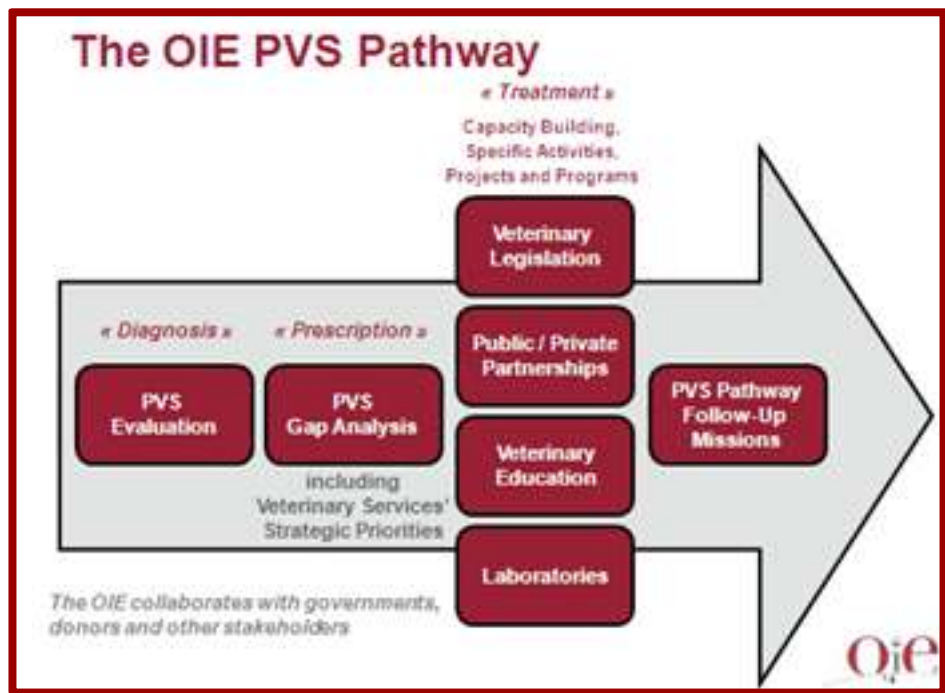 The OIE PVS Pathway
« Treatment »
Capacity Building,
Specific Activities,
Projects and Programs
Veterinary
Legislation
« Diagnosis »
« Prescription »
Public / Private
Partnerships
PVS
Evaluation
PVS
Gap Analysis
PVS Pathway
Follow-Up
Missions
including
Veterinary Services'
Strategic Priorities
Veterinary
Education
Laboratories
The OIE collaborates with governments,
donors and other stakeholders
Oie